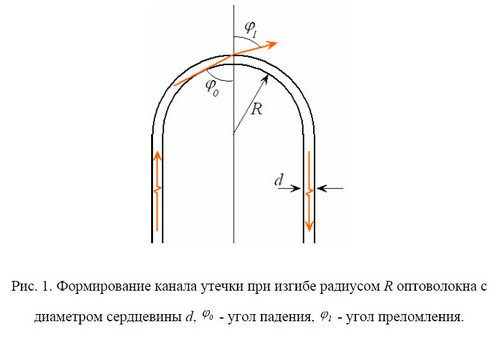 φ₁
φ₀
R
d
Рис. 1. Формирование канала утечки при изгибе радиусом R оптоволокна с
диаметром сердцевины d, φ₀ - угол падения, φ₁ - угол преломления.